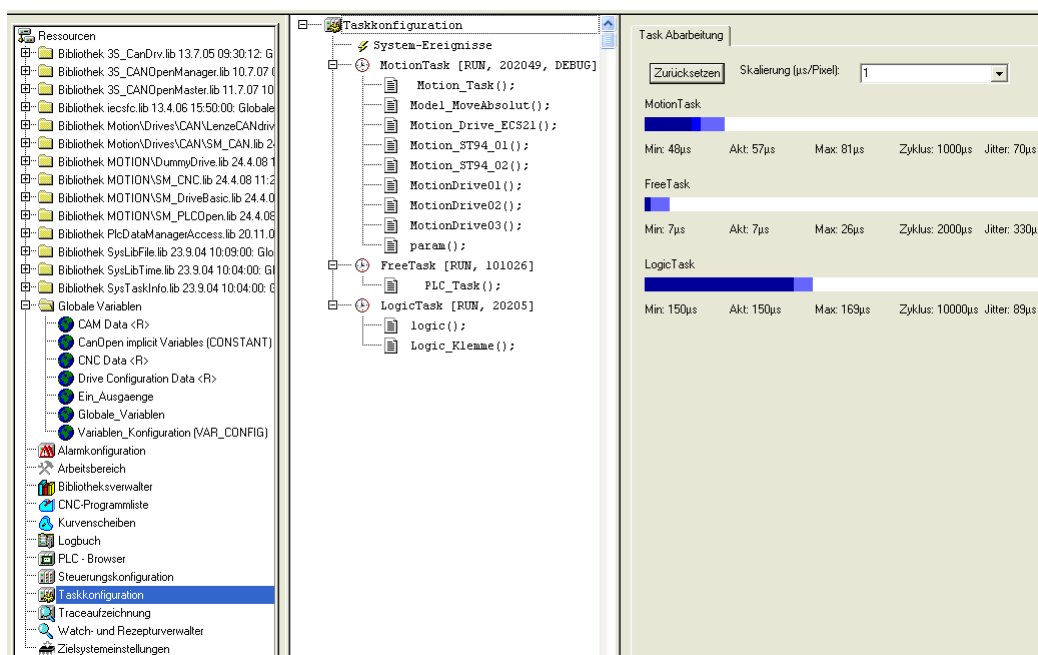 Ressourcen
Bibliothek 3S_CanDrv.lib 13.7.05 09:30:12: G
Bibliothek 3S_CANOpenManager.lib 10.7.07 (
Bibliothek 3S_CANOpenMaster.lib 11.7.07 10
Bibliothek iecsfc.lib 13.4.06 15:50:00: Globale
Bibliothek Motion\Drives\CAN\LenzeCANdriv
Bibliothek Motion\Drives\CAN\SM_CAN.lib 2
Bibliothek MOTION\DummyDrive.lib 24.4.08 1
Bibliothek MOTION\SM_CNC.lib 24.4.08 11:2
Bibliothek MOTION\SM_DriveBasic.lib 24.4.0
Bibliothek MOTION\SM_PLCOpen.lib 24.4.08
Bibliothek PlcDataManagerAccess.lib 20.11.0
Bibliothek SysLibFile.lib 23.9.04 10:09:00: Glo
Bibliothek SysLibTime.lib 23.9.04 10:04:00: Gl
Bibliothek SysTaskInfo.lib 23.9.04 10:04:00: G
Globale Variablen
CAM Data <R>
CanOpen implicit Variables (CONSTANT)
CNC Data <R>
Drive Configuration Data <R>
Ein_Ausgaenge
Globale_Variablen
Variablen_Konfiguration (VAR_CONFIG)
Alarmkonfiguration
Arbeitsbereich
Bibliotheksverwalter
CNC-Programmliste
Kurvenscheiben
Logbuch
PLC - Browser
Steuerungskonfiguration
Taskkonfiguration
Traceaufzeichnung
Watch- und Rezepturverwalter
Zielsystemeinstellungen
Taskkonfiguration
System-Ereignisse
MotionTask [RUN, 202049, DEBUG]
Motion_Task();
Model_MoveAbsolut();
Motion_Drive_ECS21();
Motion_ST94_01();
Motion_ST94_02();
MotionDrive01();
MotionDrive02();
MotionDrive03();
param();
FreeTask [RUN, 101026]
PLC_Task();
LogicTask [RUN, 20205]
logic();
Logic_Klemme();
Task Abarbeitung
Zurücksetzen Skalierung (µs/Pixel): 1
MotionTask
Min: 48µs Akt: 57µs Max: 81µs Zyklus: 1000µs Jitter: 70µs
FreeTask
Min: 7µs Akt: 7µs Max: 26µs Zyklus: 2000µs Jitter: 330µ
LogicTask
Min: 150µs Akt: 150µs Max: 169µs Zyklus: 10000µs Jitter: 89µs